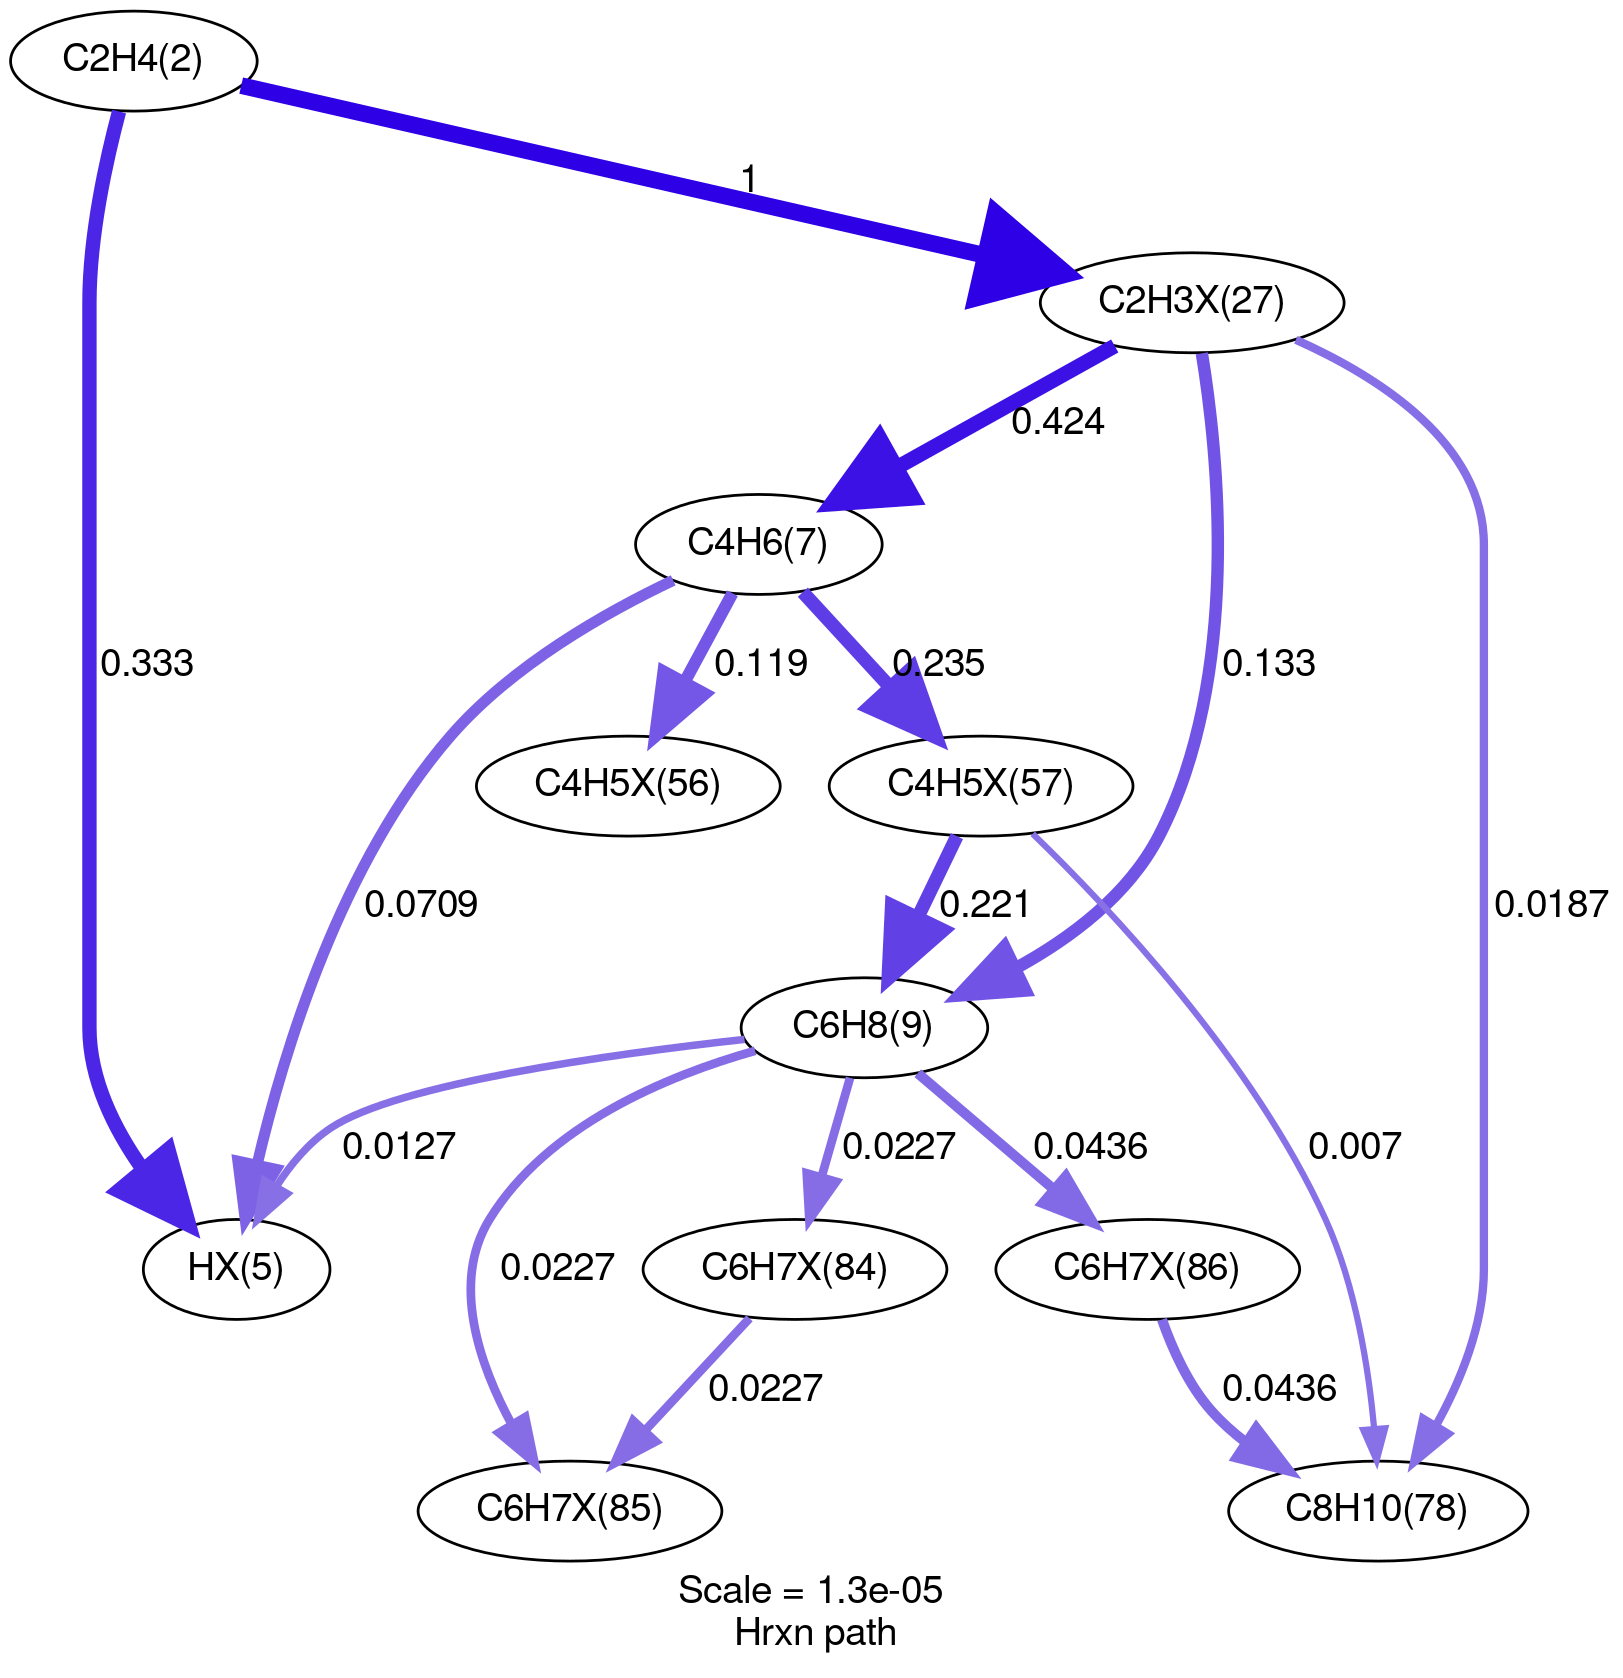 C2H4(2)
1
C2H3X(27)
0.424
C4H6(7)
0.333
0.119
0.235
0.133
C4H5X(56)
C4H5X(57)
0.0709
0.221
0.0187
C6H8(9)
0.0127
0.0227
0.0436
0.007
HX(5)
0.0227
C6H7X(84)
C6H7X(86)
0.0227
0.0436
C6H7X(85)
C8H10(78)
Scale = 1.3e-05
Hrxn path